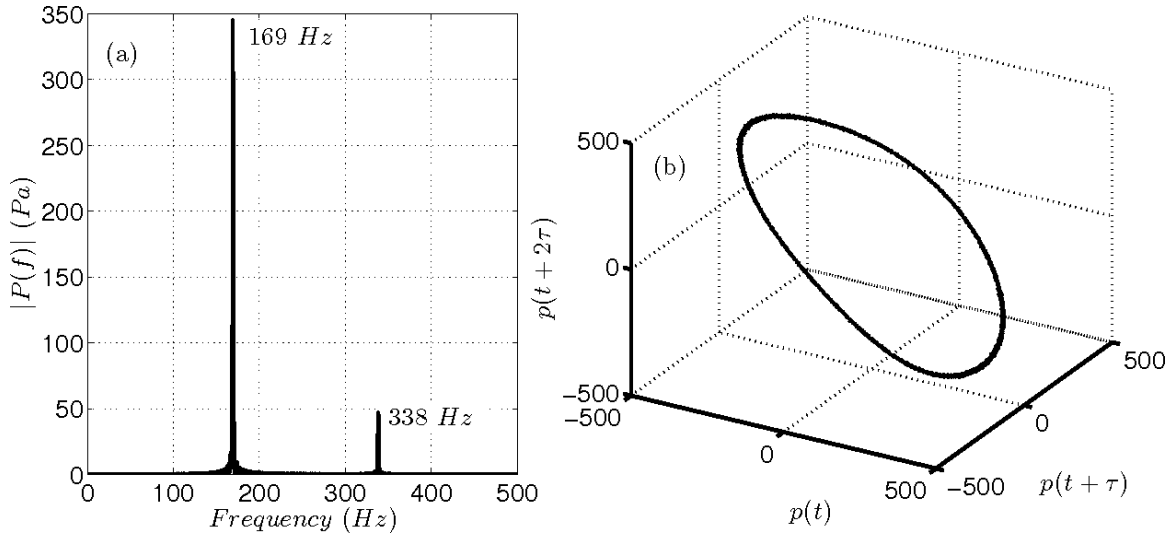 (a)
169 Hz
338 Hz
350
300
250
200
150
100
50
0
|P(f)| (Pa)
0 100 200 300 400 500
Frequency (Hz)
(b)
500
0
−500
p(t + 2τ)
−500
0
500
p(t)
−500
0
500
p(t + τ)